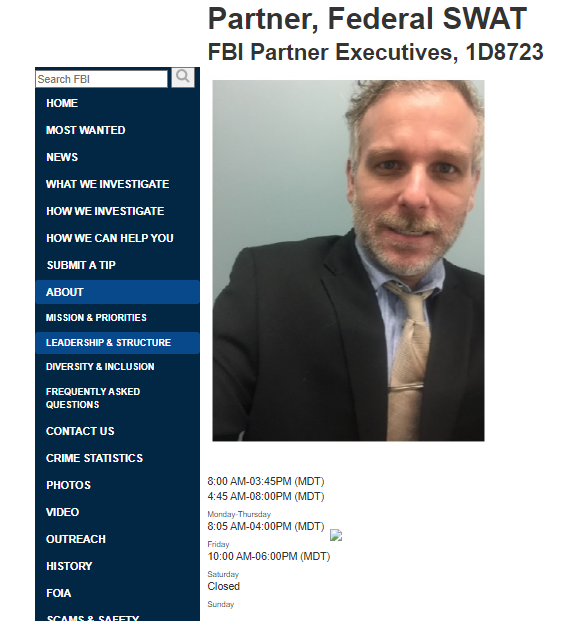 Partner, Federal SWAT
FBI Partner Executives, 1D8723
Search FBI
HOME
MOST WANTED
NEWS
WHAT WE INVESTIGATE
HOW WE INVESTIGATE
HOW WE CAN HELP YOU
SUBMIT A TIP
ABOUT
MISSION & PRIORITIES
LEADERSHIP & STRUCTURE
DIVERSITY & INCLUSION
FREQUENTLY ASKED
QUESTIONS
CONTACT US
CRIME STATISTICS
PHOTOS
VIDEO
OUTREACH
HISTORY
FOIA
SCAMS & SAFETY
8:00 AM-03:45PM (MDT)
4:45 AM-08:00PM (MDT)
Monday-Thursday
8:05 AM-04:00PM (MDT)
Friday
10:00 AM-06:00PM (MDT)
Saturday
Closed
Sunday